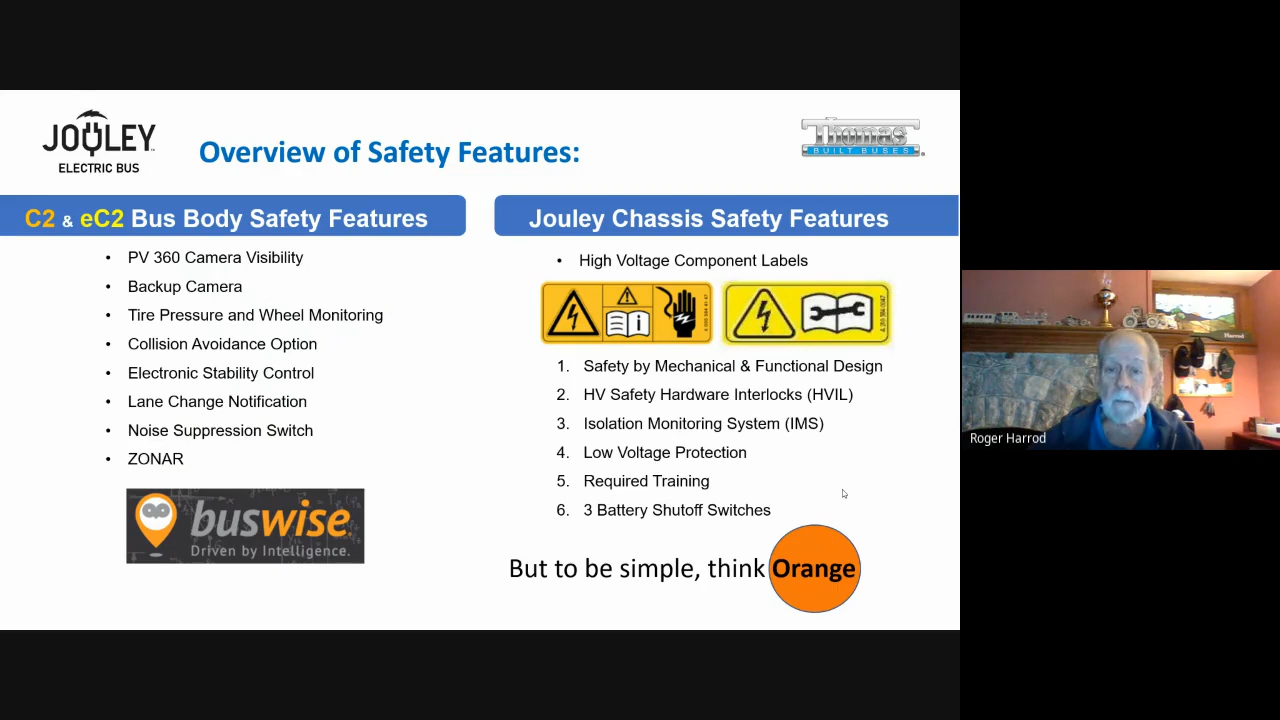 JOULEY
ELECTRIC BUS
Overview of Safety Features:
Thomas
BUILT BUSES
C2 & eC2 Bus Body Safety Features
• PV 360 Camera Visibility
• Backup Camera
• Tire Pressure and Wheel Monitoring
• Collision Avoidance Option
• Electronic Stability Control
• Lane Change Notification
• Noise Suppression Switch
• ZONAR
buswise
Driven by Intelligence.
Jouley Chassis Safety Features
• High Voltage Component Labels
1. Safety by Mechanical & Functional Design
2. HV Safety Hardware Interlocks (HVIL)
3. Isolation Monitoring System (IMS)
4. Low Voltage Protection
5. Required Training
6. 3 Battery Shutoff Switches
But to be simple, think Orange
Harrod
Roger Harrod